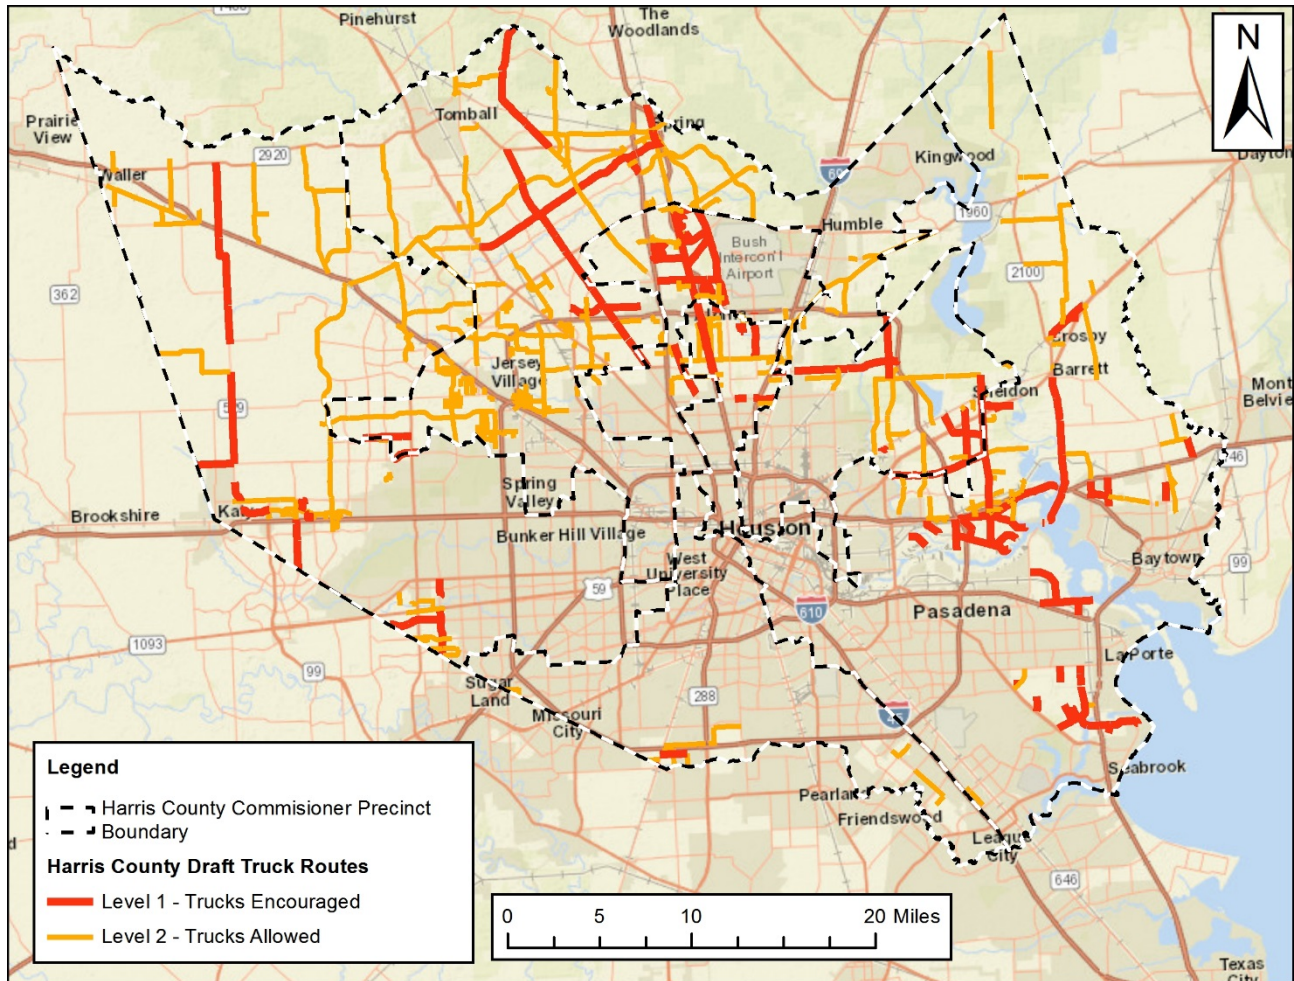 Pinehurst
The
Woodlands
N
Prairie
View
Tomball
Spring
2920
Waller
Kingwood
69
Dayton
Humble
1960
Bush
Intercon'l
Airport
362
2100
Crosby
Jersey
Village
Barrett
Sheldon
Mont
Belvie
529
146
Spring
Valley
Brookshire
Katy
Houston
Bunker Hill Village
West
University
Place
Baytown
99
59
610
Pasadena
1093
La Porte
99
Sugar
Land
288
Missouri
City
45
Seabrook
Pearland
Friendswood
League
City
646
Texas
City
Legend
Harris County Commisioner Precinct
Boundary
Harris County Draft Truck Routes
Level 1 - Trucks Encouraged
Level 2 - Trucks Allowed
0 5 10 20 Miles